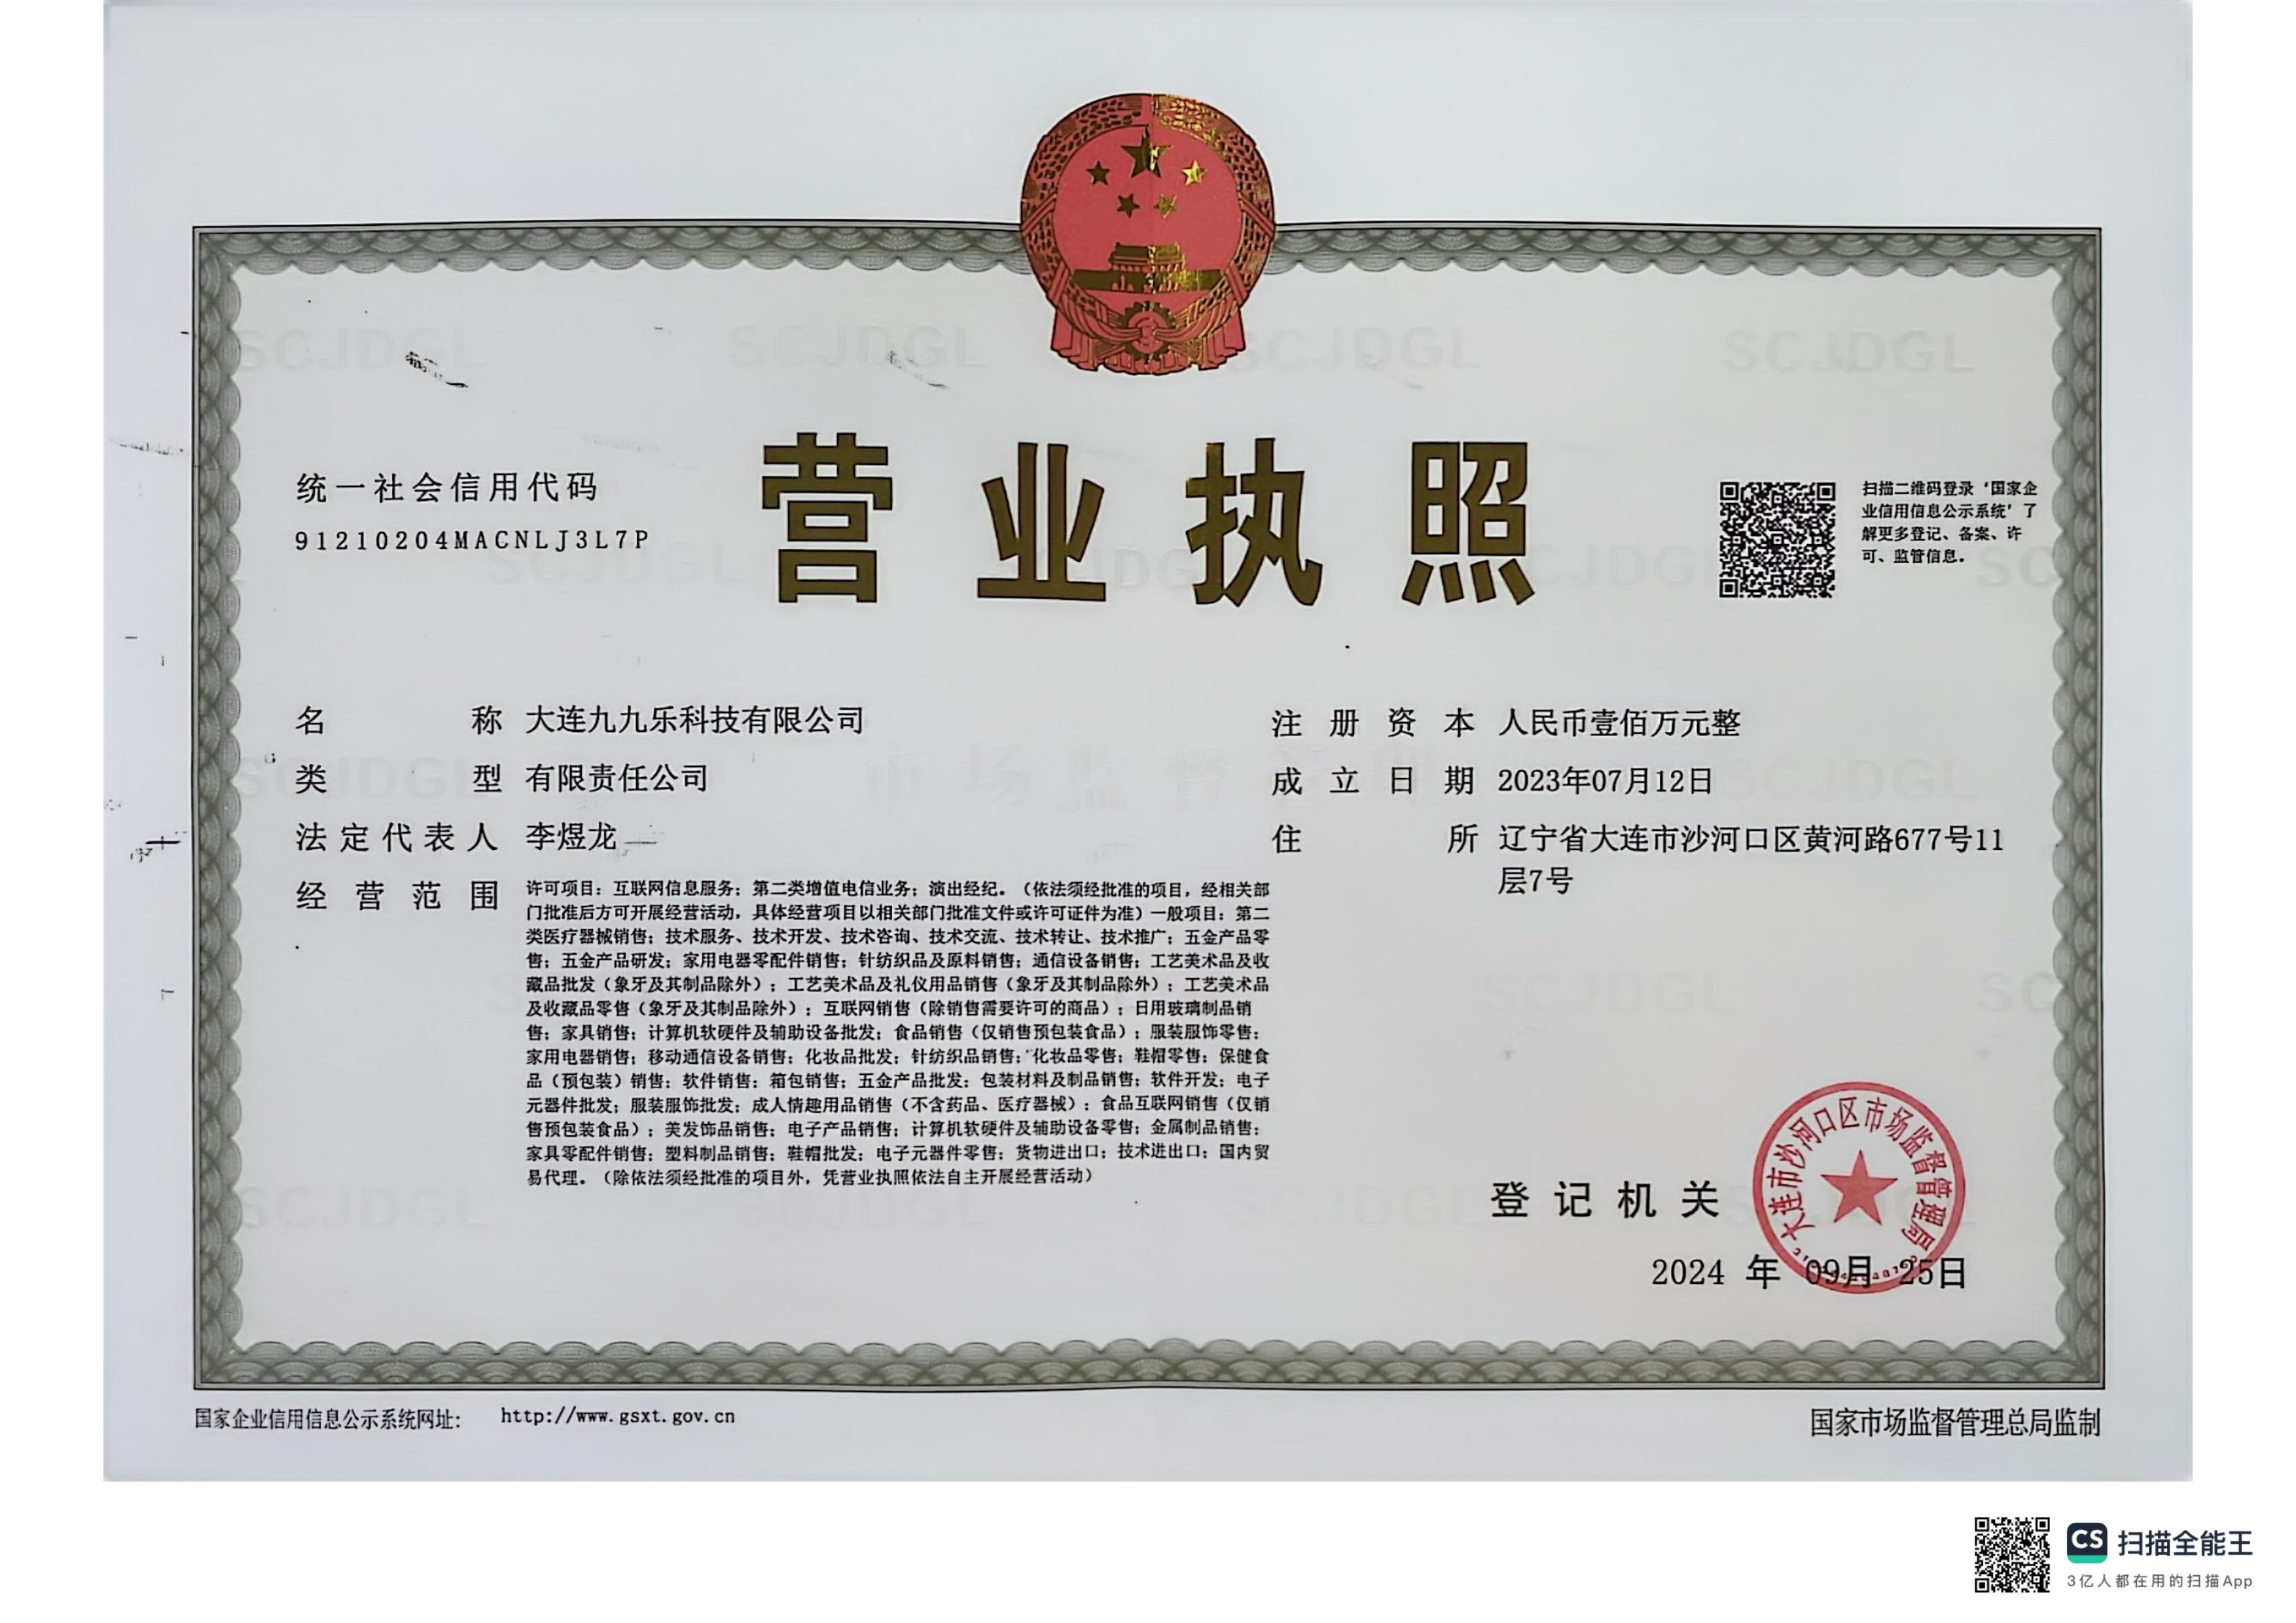 统一社会信用代码
91210204MACNLJ3L7P
营业执照
扫描二维码登录‘国家企
业信用信息公示系统’了
解更多登记、备案、许
可、监管信息。
名称 大连九九乐科技有限公司
类型 有限责任公司
法定代表人 李煜龙
经营范围 许可项目：互联网信息服务；第二类增值电信业务；演出经纪。（依法须经批准的项目，经相关部
门批准后方可开展经营活动，具体经营项目以相关部门批准文件或许可证件为准）一般项目：第二
类医疗器械销售；技术服务、技术开发、技术咨询、技术交流、技术转让、技术推广；五金产品零
售；五金产品研发；家用电器零配件销售；针纺织品及原料销售；通信设备销售；工艺美术品及收
藏品批发（象牙及其制品除外）；工艺美术品及礼仪用品销售（象牙及其制品除外）；工艺美术品
及收藏品零售（象牙及其制品除外）；互联网销售（除销售需要许可的商品）；日用玻璃制品销
售；家具销售；计算机软硬件及辅助设备批发；食品销售（仅销售预包装食品）；服装服饰零售；
家用电器销售；移动通信设备销售；化妆品批发；针纺织品销售；化妆品零售；鞋帽零售；保健食
品（预包装）销售；软件销售；箱包销售；五金产品批发；包装材料及制品销售；软件开发；电子
元器件批发；服装服饰批发；成人情趣用品销售（不含药品、医疗器械）；食品互联网销售（仅销
售预包装食品）；美发饰品销售；电子产品销售；计算机软硬件及辅助设备零售；金属制品销售；
家具零配件销售；塑料制品销售；鞋帽批发；电子元器件零售；货物进出口；技术进出口；国内贸
易代理。（除依法须经批准的项目外，凭营业执照依法自主开展经营活动）
注册资本 人民币壹佰万元整
成立日期 2023年07月12日
住所 辽宁省大连市沙河口区黄河路677号11
层7号
登记机关
大连市沙河口区市场监督管理局
2024 年 09月 25日
国家企业信用信息公示系统网址： http://www.gsxt.gov.cn
国家市场监督管理总局监制
CS 扫描全能王
3亿人都在用的扫描App